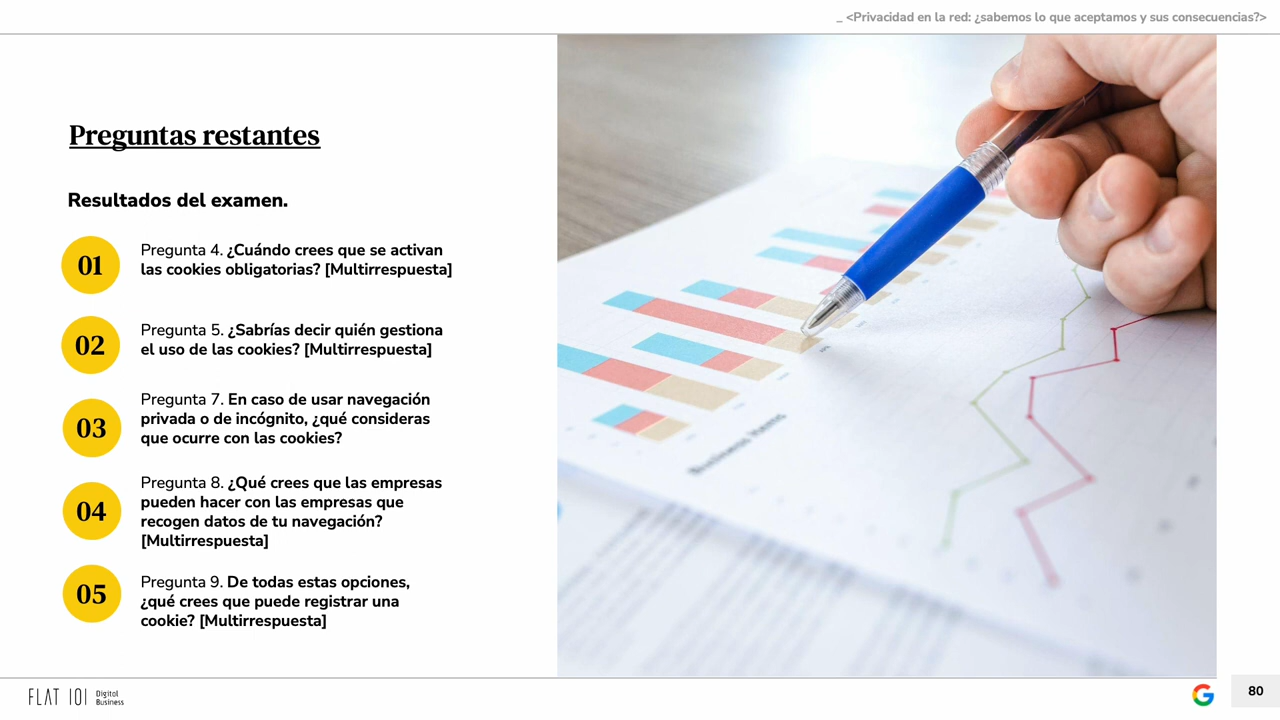 _ <Privacidad en la red: ¿sabemos lo que aceptamos y sus consecuencias?>
Preguntas restantes
Resultados del examen.
01
Pregunta 4. ¿Cuándo crees que se activan
las cookies obligatorias? [Multirrespuesta]
02
Pregunta 5. ¿Sabrías decir quién gestiona
el uso de las cookies? [Multirrespuesta]
03
Pregunta 7. En caso de usar navegación
privada o de incógnito, ¿qué consideras
que ocurre con las cookies?
04
Pregunta 8. ¿Qué crees que las empresas
pueden hacer con las empresas que
recogen datos de tu navegación?
[Multirrespuesta]
05
Pregunta 9. De todas estas opciones,
¿qué crees que puede registrar una
cookie? [Multirrespuesta]
FLAT 101 Digital
Business
G
80